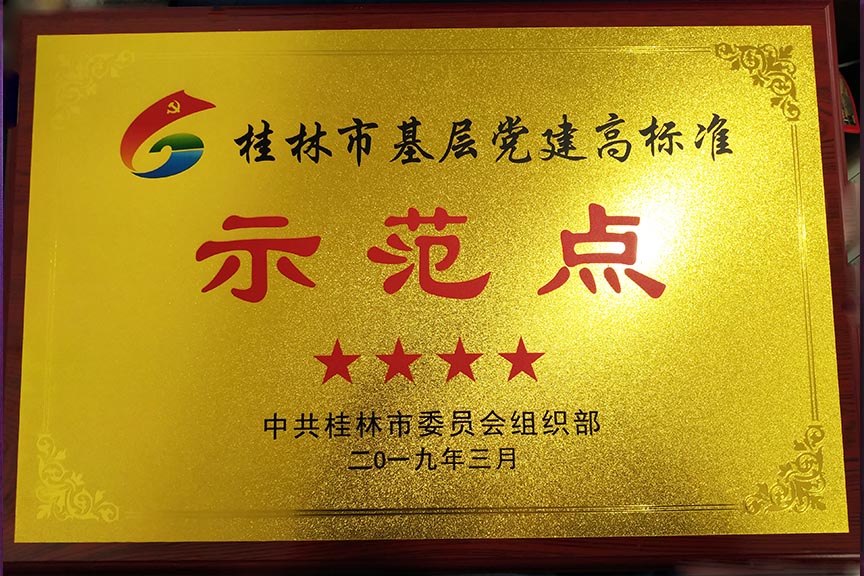 桂林市基层党建高标准
示范点
★★★★
中共桂林市委员会组织部
二0一九年三月